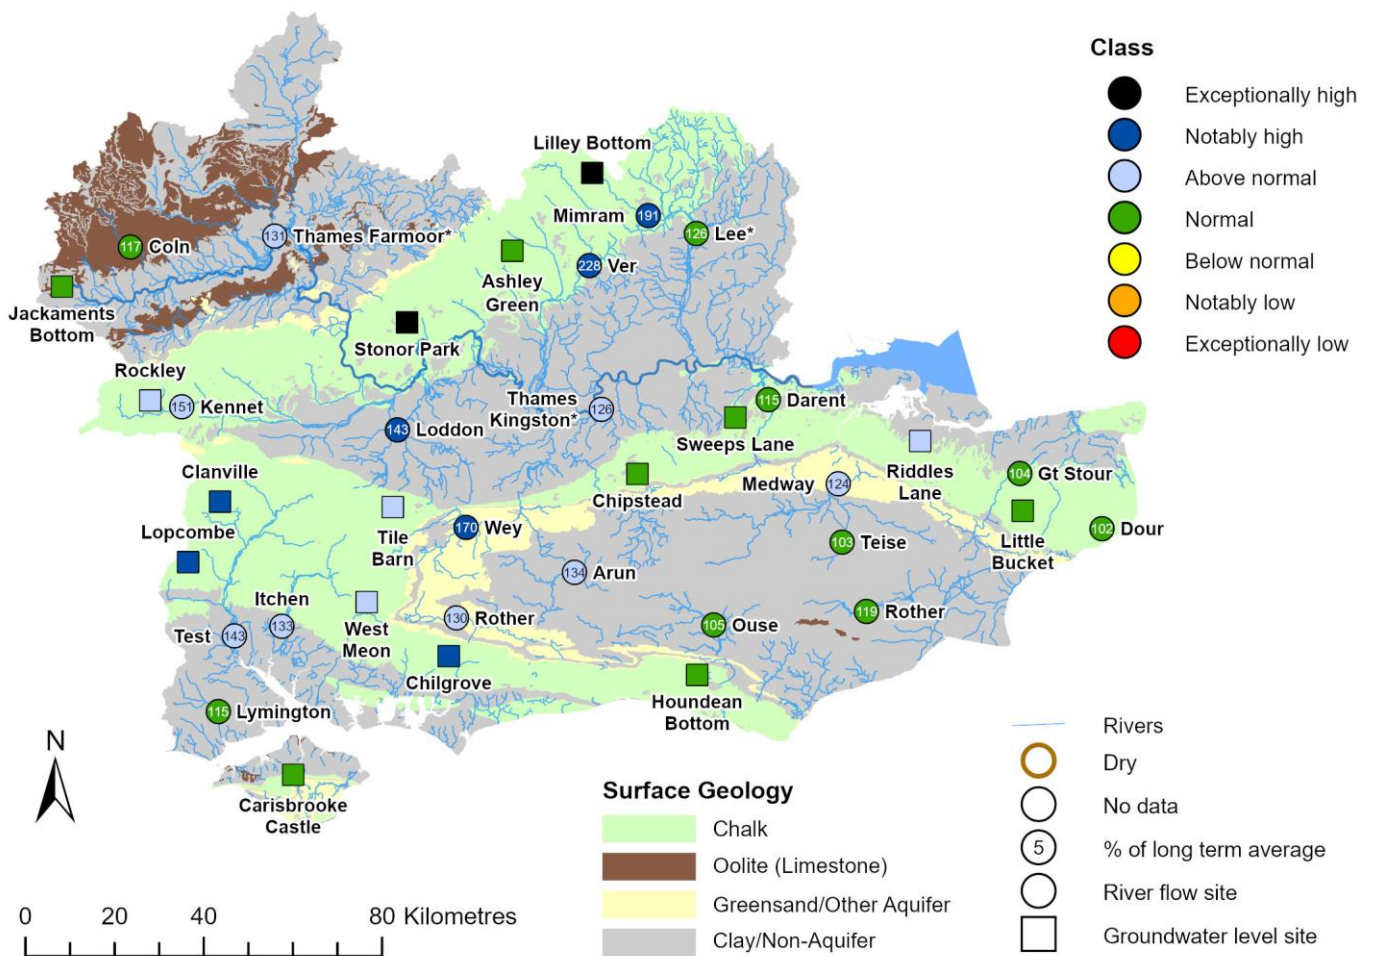 Class
Exceptionally high
Notably high
Above normal
Normal
Below normal
Notably low
Exceptionally low
Lilley Bottom
Mimram
191
126
Lee*
117
Coln
131
Thames Farmoor*
228
Ver
Ashley
Green
Jackaments
Bottom
Stonor Park
Rockley
151
Kennet
Thames
Kingston*
126
115
Darent
143
Loddon
Sweeps Lane
Riddles
Lane
Clanville
Chipstead
Medway
124
104
Gt Stour
Lopcombe
Tile
Barn
170
Wey
103
Teise
Little
Bucket
102
Dour
134
Arun
Itchen
133
Test
143
West
Meon
130
Rother
105
Ouse
119
Rother
Chilgrove
Houndean
Bottom
115
Lymington
N
Carisbrooke
Castle
Surface Geology
Chalk
Oolite (Limestone)
Greensand/Other Aquifer
Clay/Non-Aquifer
Rivers
Dry
No data
5
% of long term average
River flow site
Groundwater level site
0 20 40 80 Kilometres